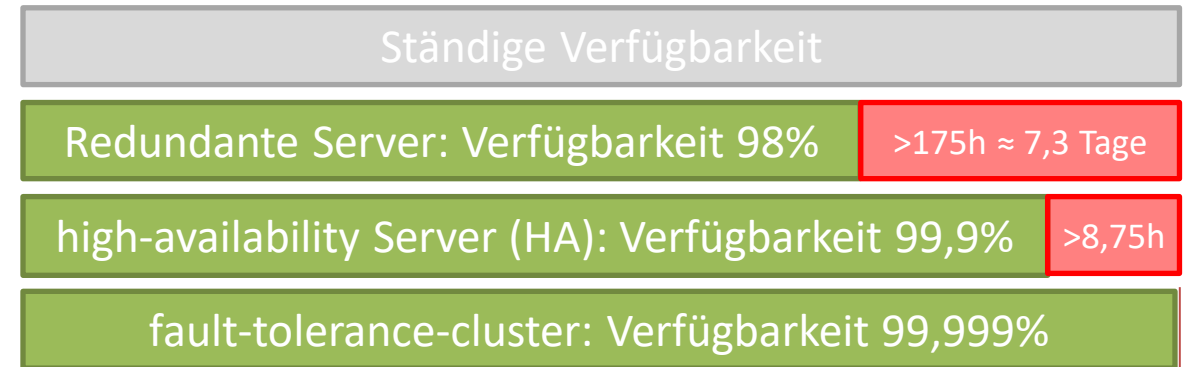 Ständige Verfügbarkeit
Redundante Server: Verfügbarkeit 98% >175h ≈ 7,3 Tage
high-availability Server (HA): Verfügbarkeit 99,9% >8,75h
fault-tolerance-cluster: Verfügbarkeit 99,999%